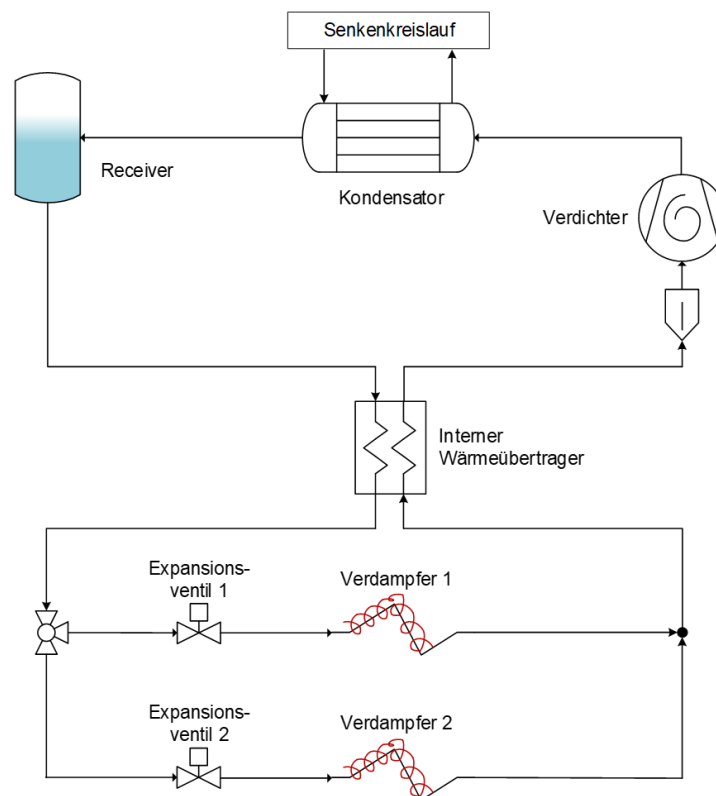 Senkenkreislauf
Receiver
Kondensator
Verdichter
Interner
Wärmeübertrager
Expansions-
ventil 1
Verdampfer 1
Expansions-
ventil 2
Verdampfer 2